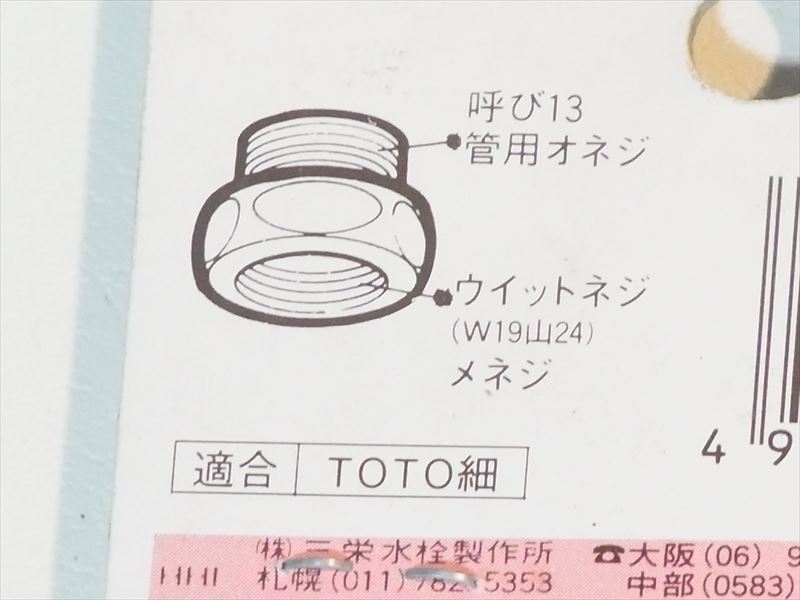 呼び13
管用オネジ
ウイットネジ
(W19山24)
メネジ
適合 TOTO細
4 9
(株)三栄水栓製作所
札幌(011)782-5353
☎大阪(06) 9
中部(0583)